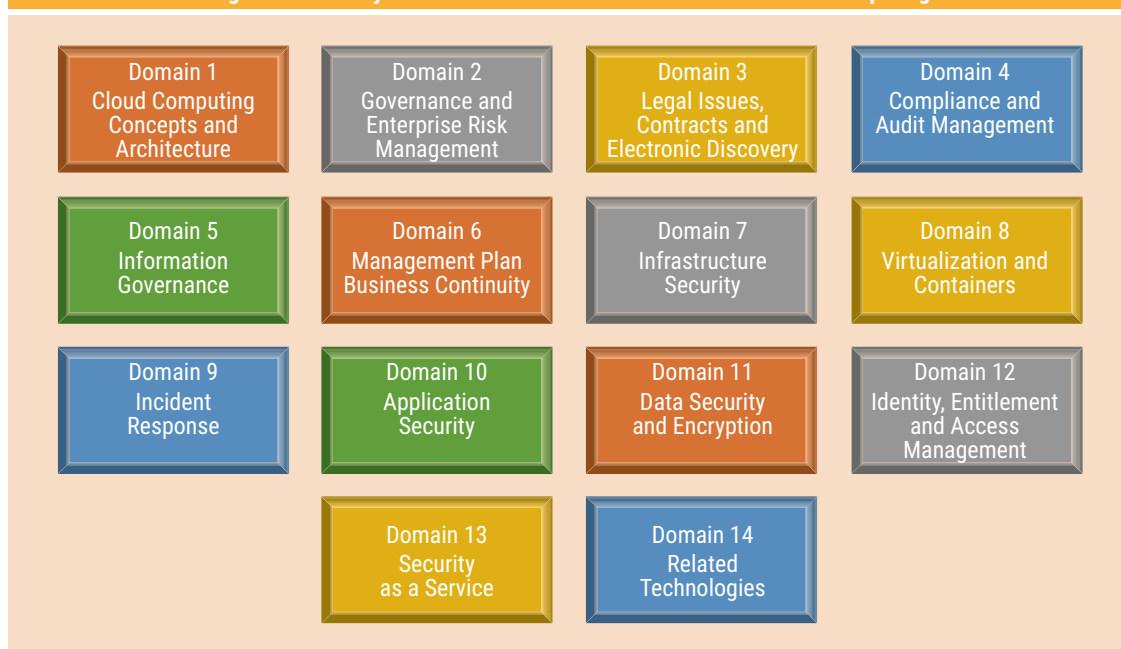 Domain 1
Cloud Computing
Concepts and
Architecture
Domain 2
Governance and
Enterprise Risk
Management
Domain 3
Legal Issues,
Contracts and
Electronic Discovery
Domain 4
Compliance and
Audit Management
Domain 5
Information
Governance
Domain 6
Management Plan
Business Continuity
Domain 7
Infrastructure
Security
Domain 8
Virtualization and
Containers
Domain 9
Incident
Response
Domain 10
Application
Security
Domain 11
Data Security
and Encryption
Domain 12
Identity, Entitlement
and Access
Management
Domain 13
Security
as a Service
Domain 14
Related
Technologies